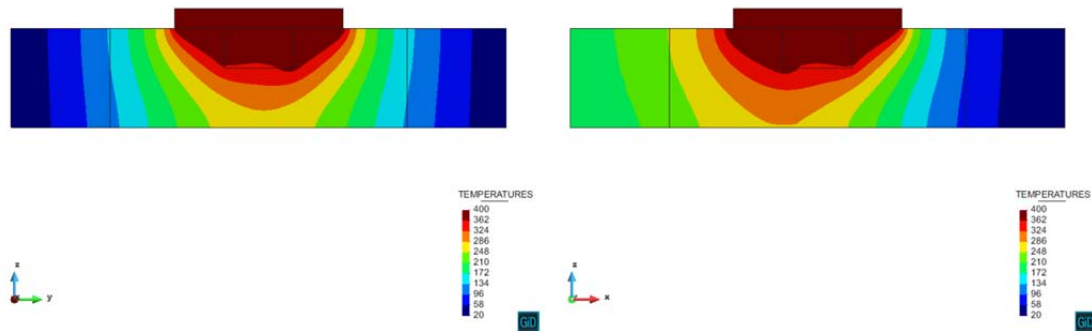 TEMPERATURES
400
362
324
286
248
210
172
134
96
58
20
z
y
GiD
TEMPERATURES
400
362
324
286
248
210
172
134
96
58
20
z
x
GiD